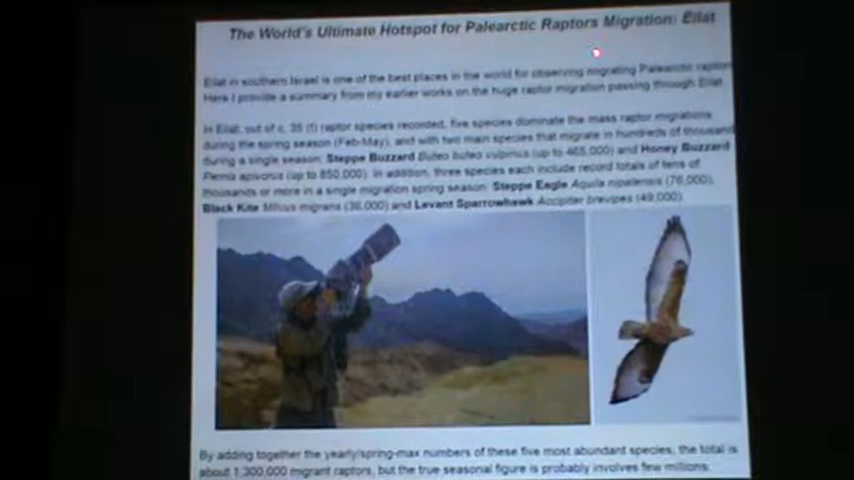 The World's Ultimate Hotspot for Palearctic Raptors Migration: Eilat
Eilat in southern Israel is one of the best places in the world for observing migrating Palearctic raptors
Here I provide a summary from my earlier works on the huge raptor migration passing through Eilat
In Eilat, out of c. 35 (!) raptor species recorded, five species dominate the mass raptor migrations
during the spring season (Feb-May), and with two main species that migrate in hundreds of thousand
during a single season: Steppe Buzzard Buteo buteo vulpinus (up to 465,000) and Honey Buzzard
Pernis apivorus (up to 850,000). In addition, three species each include record totals of tens of
thousands or more in a single migration spring season: Steppe Eagle Aquila nipalensis (76,000),
Black Kite Milvus migrans (36,000) and Levant Sparrowhawk Accipiter brevipes (49,000).
By adding together the yearly/spring-max numbers of these five most abundant species, the total is
about 1,300,000 migrant raptors, but the true seasonal figure is probably involves few millions.